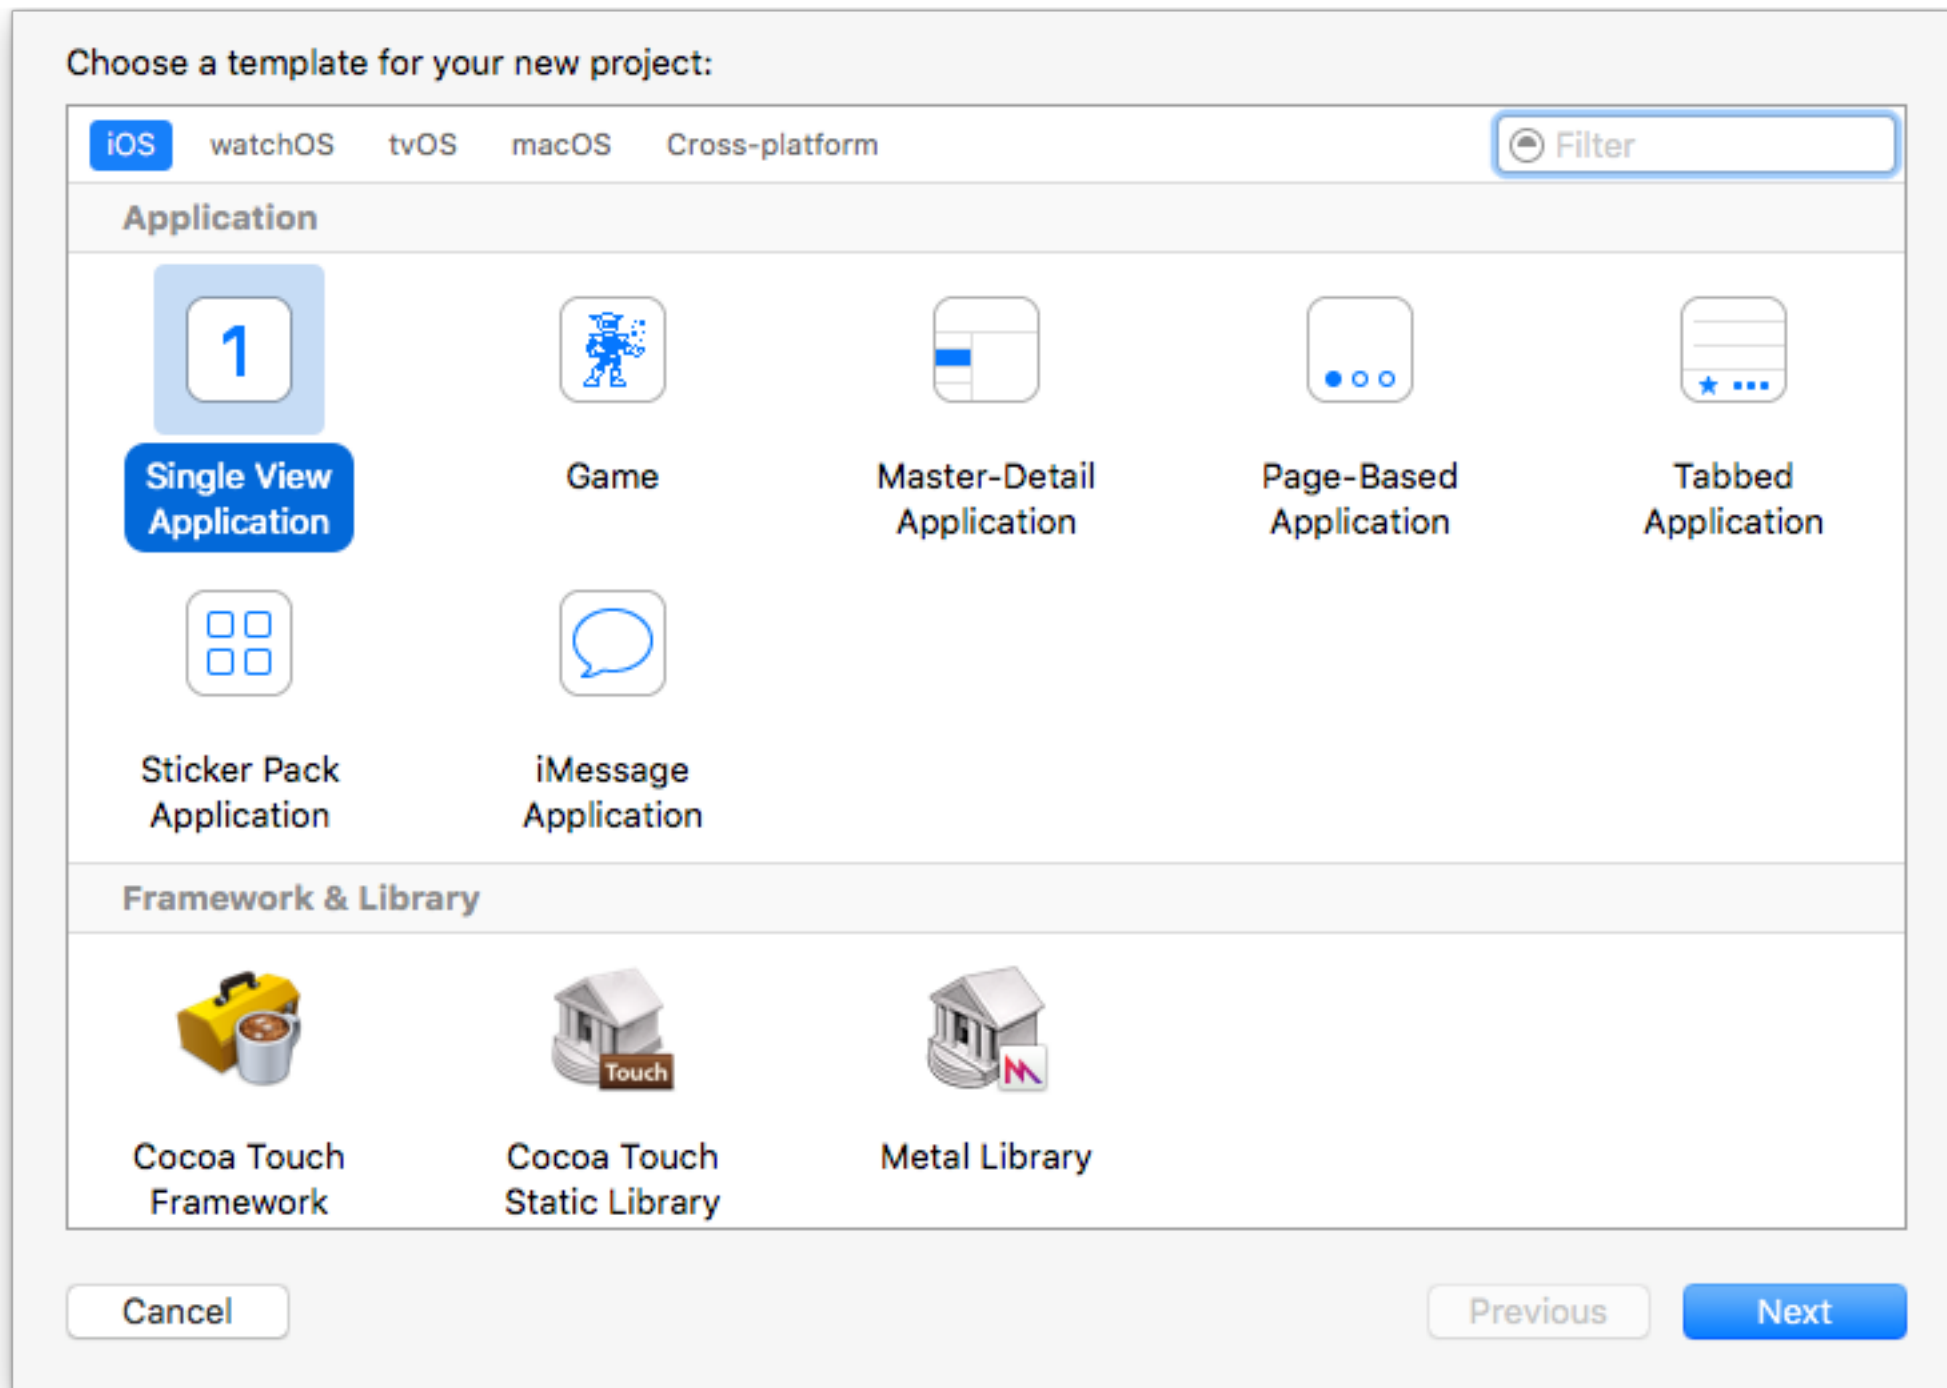 Choose a template for your new project:
iOS watchOS tvOS macOS Cross-platform Filter
Application
1
Single View Application
Game
Master-Detail Application
Page-Based Application
Tabbed Application
Sticker Pack Application
iMessage Application
Framework & Library
Touch
Cocoa Touch Framework
Cocoa Touch Static Library
Metal Library
Cancel Previous Next